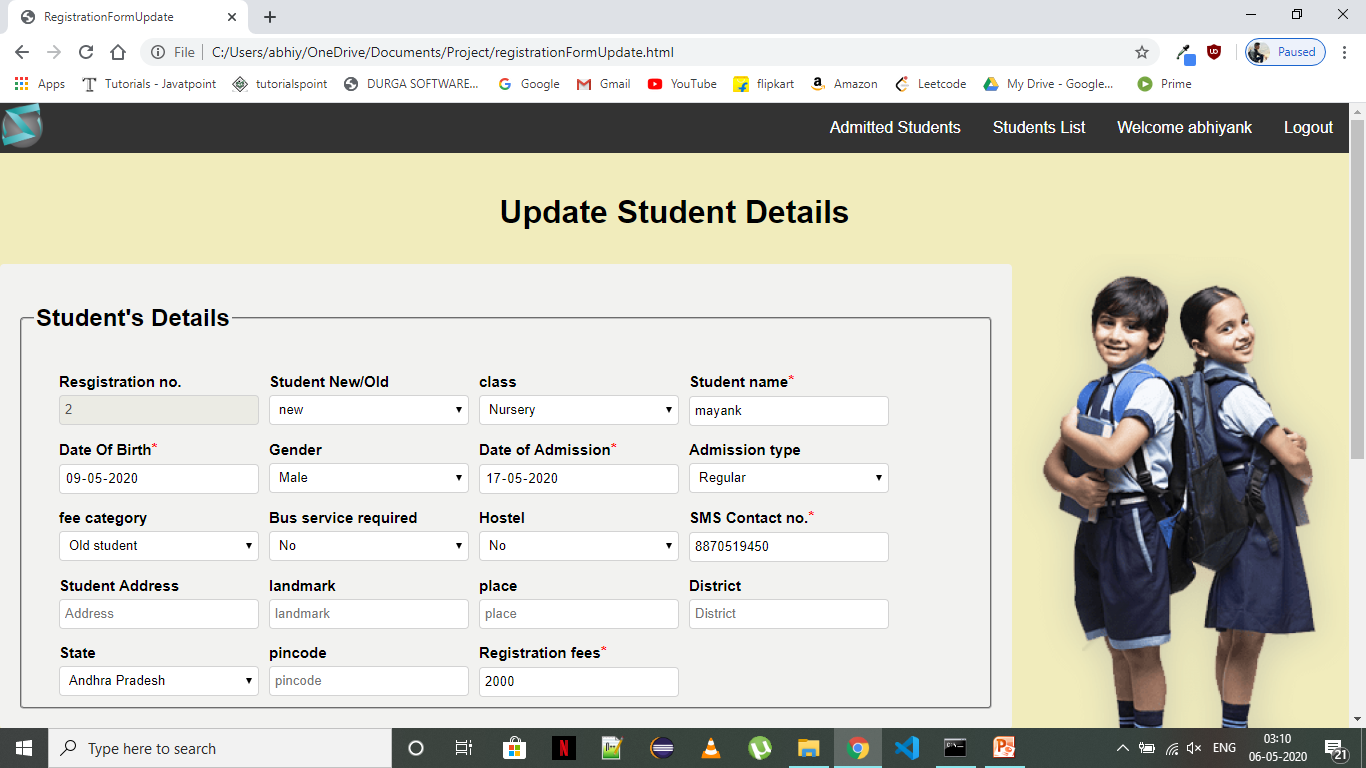 RegistrationFormUpdate
File C:/Users/abhiy/OneDrive/Documents/Project/registrationFormUpdate.html
Paused
Apps Tutorials - Javatpoint tutorialspoint DURGA SOFTWARE... Google Gmail YouTube flipkart Amazon Leetcode My Drive - Google... Prime
Admitted Students Students List Welcome abhiyank Logout
Update Student Details
Student's Details
Resgistration no. Student New/Old class Student name*
2 new Nursery mayank
Date Of Birth* Gender Date of Admission* Admission type
09-05-2020 Male 17-05-2020 Regular
fee category Bus service required Hostel SMS Contact no.*
Old student No No 8870519450
Student Address landmark place District
Address landmark place District
State pincode Registration fees*
Andhra Pradesh pincode 2000
Type here to search
ENG
03:10
06-05-2020
21